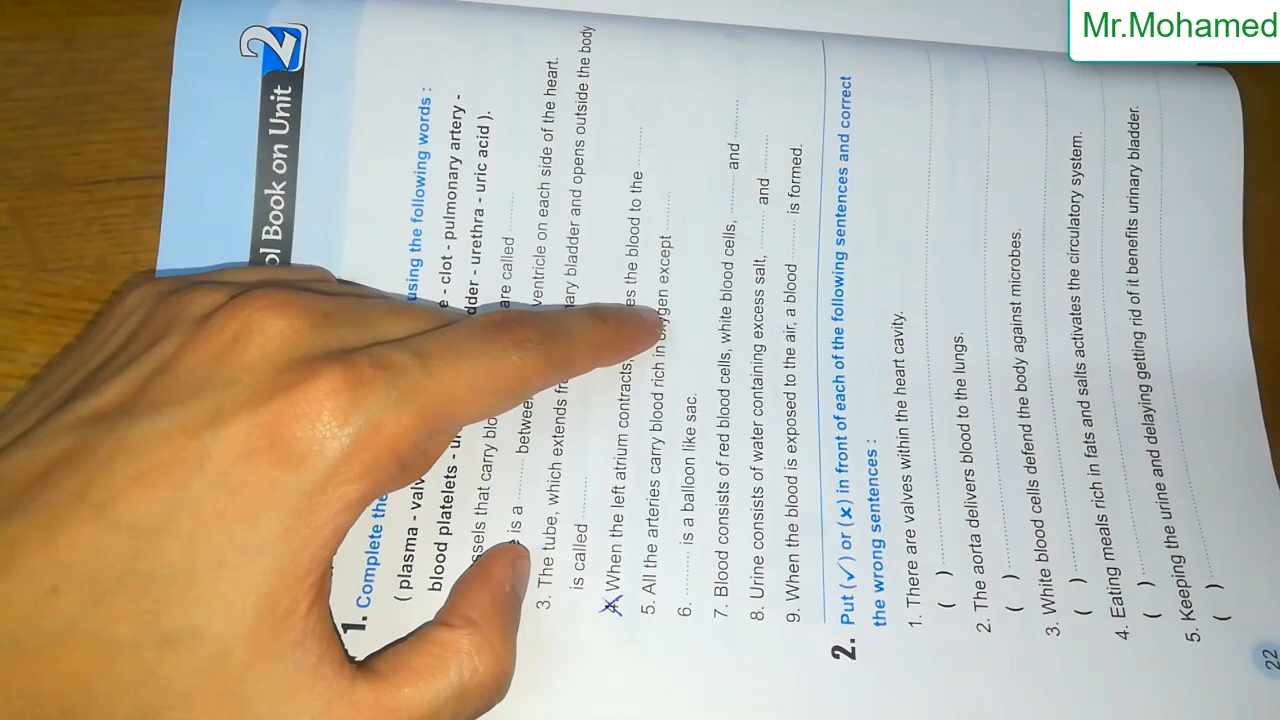 Mr.Mohamed
ol Book on Unit 2
1. Complete the using the following words :
( plasma - valv e - clot - pulmonary artery -
blood platelets - u dder - urethra - uric acid ).
ssels that carry blo are called ..........
is a .......... between ventricle on each side of the heart.
3. The tube, which extends fr nary bladder and opens outside the body
is called ..........
4. When the left atrium contracts, es the blood to the ..........
5. All the arteries carry blood rich in oxygen except ..........
6. .......... is a balloon like sac.
7. Blood consists of red blood cells, white blood cells, .......... and ..........
8. Urine consists of water containing excess salt, .......... and ..........
9. When the blood is exposed to the air, a blood .......... is formed.
2. Put (✓) or (x) in front of each of the following sentences and correct
the wrong sentences :
1. There are valves within the heart cavity.
( )
2. The aorta delivers blood to the lungs.
( )
3. White blood cells defend the body against microbes.
( )
4. Eating meals rich in fats and salts activates the circulatory system.
( )
5. Keeping the urine and delaying getting rid of it benefits urinary bladder.
( )
22